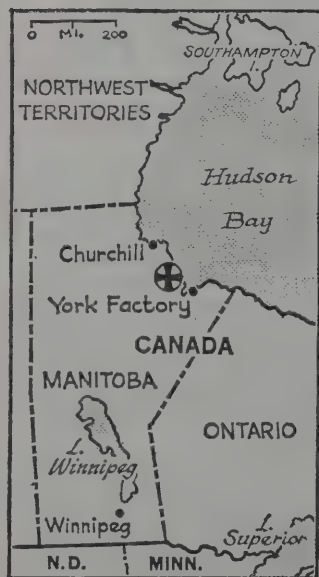 0 MI. 200
SOUTHAMPTON
I.
NORTHWEST
TERRITORIES
Hudson
Bay
Churchill
York Factory
CANADA
MANITOBA
ONTARIO
L.
Winnipeg
Winnipeg
L.
Superior
N.D.
MINN.